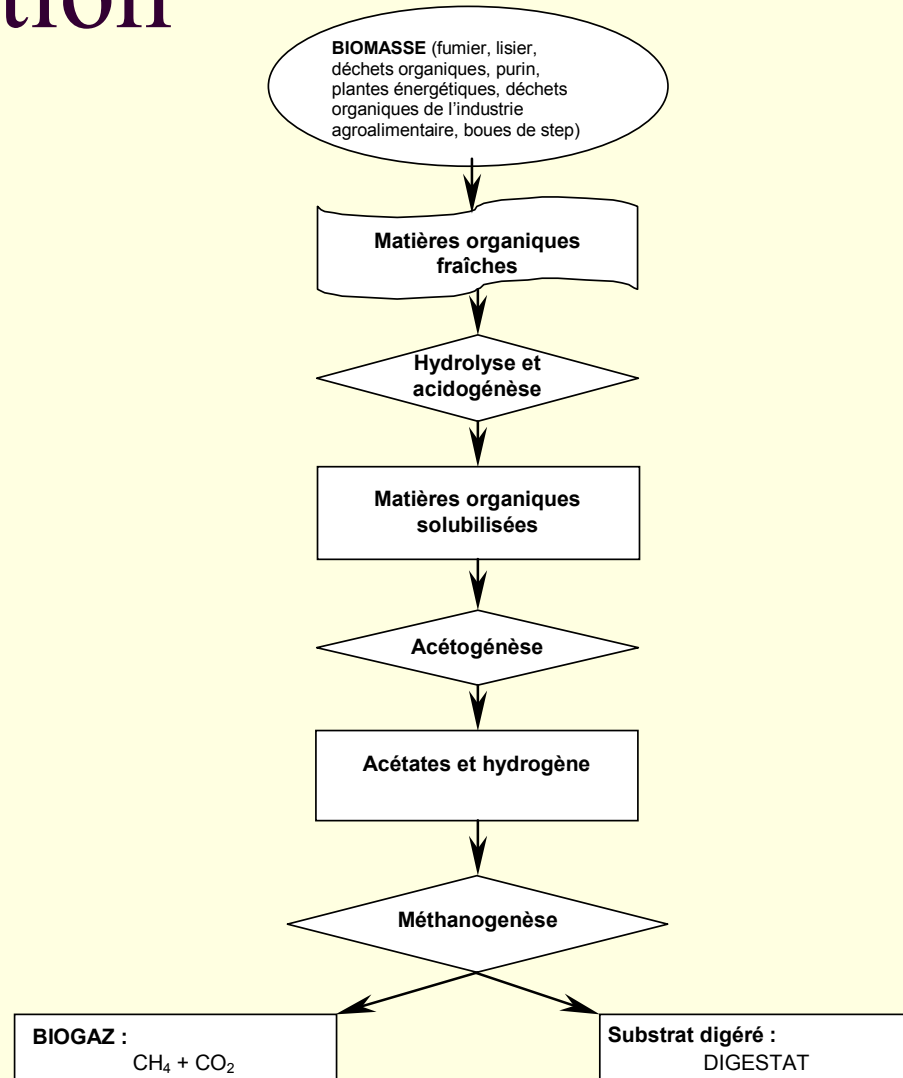 tion
BIOMASSE (fumier, lisier,
déchets organiques, purin,
plantes énergétiques, déchets
organiques de l'industrie
agroalimentaire, boues de step)
Matières organiques
fraîches
Hydrolyse et
acidogénèse
Matières organiques
solubilisées
Acétogénèse
Acétates et hydrogène
Méthanogenèse
BIOGAZ :
CH₄ + CO₂
Substrat digéré :
DIGESTAT